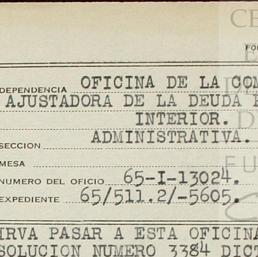 DEPENDENCIA OFICINA DE LA COM
AJUSTADORA DE LA DEUDA P
INTERIOR.
SECCION ADMINISTRATIVA.
MESA
NUMERO DEL OFICIO 65-I-13024.
EXPEDIENTE 65/511.2/-5605.
IRVA PASAR A ESTA OFICINA
SOLUCION NUMERO 3384 DICT